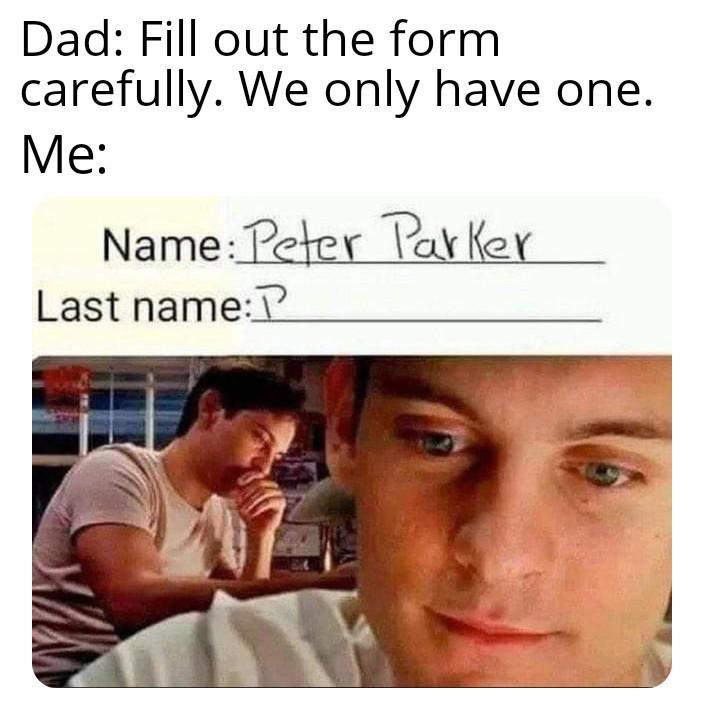 Dad: Fill out the form
carefully. We only have one.
Me:
Name: Peter Parker
Last name: P